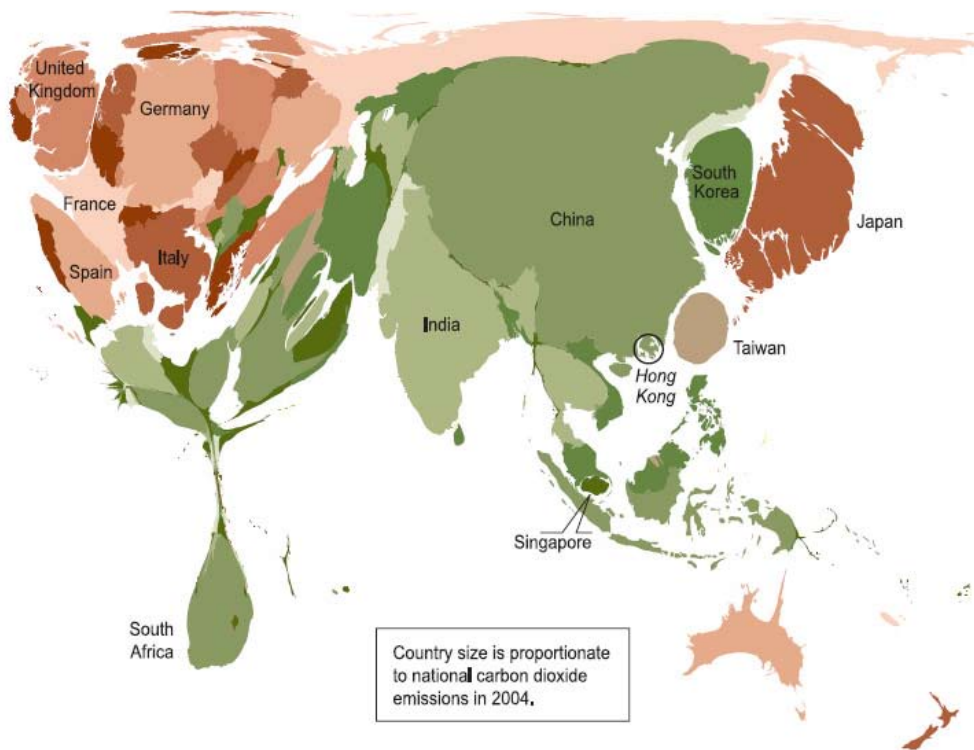 United
Kingdom
Germany
France
Spain
Italy
China
South
Korea
Japan
India
Taiwan
Hong
Kong
Singapore
South
Africa
Country size is proportionate
to national carbon dioxide
emissions in 2004.